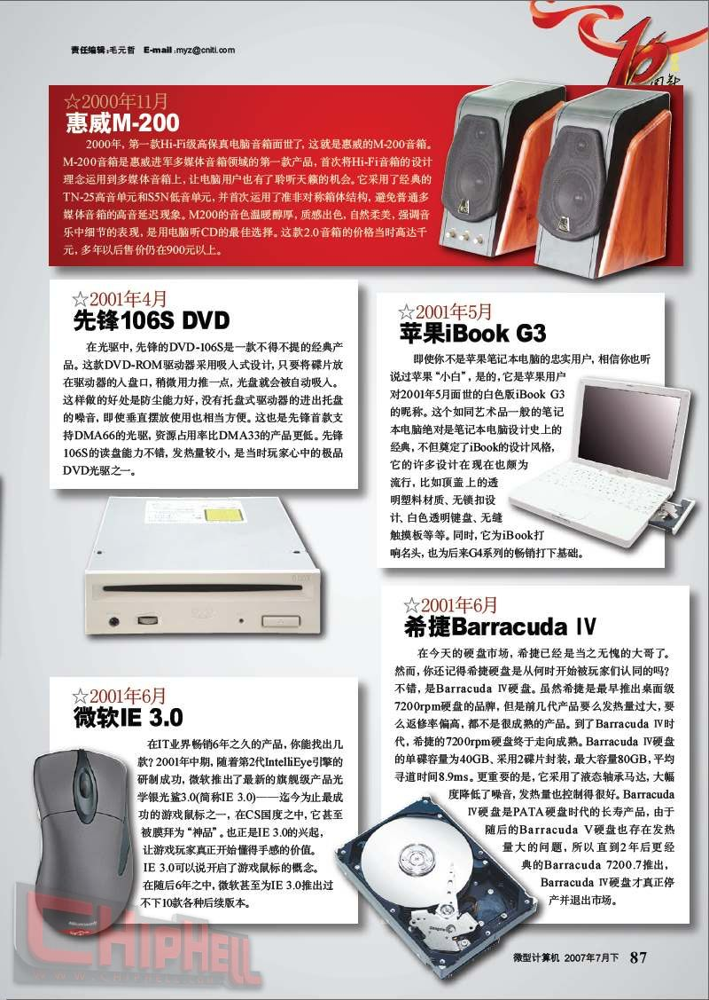 责任编辑:毛元哲 E-mail:myz@cniti.com
15
周年
☆2000年11月
惠威M-200
2000年，第一款Hi-Fi级高保真电脑音箱面世了，这就是惠威的M-200音箱。
M-200音箱是惠威进军多媒体音箱领域的第一款产品，首次将Hi-Fi音箱的设计
理念运用到多媒体音箱上，让电脑用户也有了聆听天籁的机会。它采用了经典的
TN-25高音单元和S5N低音单元，并首次运用了准非对称箱体结构，避免普通多
媒体音箱的高音延迟现象。M200的音色温暖醇厚，质感出色，自然柔美，强调音
乐中细节的表现，是用电脑听CD的最佳选择。这款2.0音箱的价格当时高达千
元，多年以后售价仍在900元以上。
☆2001年4月
先锋106S DVD
在光驱中，先锋的DVD-106S是一款不得不提的经典产
品。这款DVD-ROM驱动器采用吸入式设计，只要将碟片放
在驱动器的入盘口，稍微用力推一点，光盘就会被自动吸入。
这样做的好处是防尘能力好，没有托盘式驱动器的进出托盘
的噪音，即使垂直摆放使用也相当方便。这也是先锋首款支
持DMA66的光驱，资源占用率比DMA33的产品更低。先锋
106S的读盘能力不错，发热量较小，是当时玩家心中的极品
DVD光驱之一。
☆2001年5月
苹果iBook G3
即使你不是苹果笔记本电脑的忠实用户，相信你也听
说过苹果“小白”，是的，它是苹果用户
对2001年5月面世的白色版iBook G3
的昵称。这个如同艺术品一般的笔记
本电脑绝对是笔记本电脑设计史上的
经典，不但奠定了iBook的设计风格，
它的许多设计在现在也颇为
流行，比如顶盖上的透
明塑料材质、无锁扣设
计、白色透明键盘、无缝
触摸板等等。同时，它为iBook打
响名头，也为后来G4系列的畅销打下基础。
☆2001年6月
希捷Barracuda Ⅳ
在今天的硬盘市场，希捷已经是当之无愧的大哥了。
然而，你还记得希捷硬盘是从何时开始被玩家们认同的吗？
不错，是Barracuda Ⅳ硬盘。虽然希捷是最早推出桌面级
7200rpm硬盘的品牌，但是前几代产品要么发热量过大，要
么返修率偏高，都不是很成熟的产品。到了Barracuda Ⅳ时
代，希捷的7200rpm硬盘终于走向成熟。Barracuda Ⅳ硬盘
的单碟容量为40GB、采用2碟片封装，最大容量80GB，平均
寻道时间8.9ms。更重要的是，它采用了液态轴承马达，大幅
度降低了噪音，发热量也控制得很好。Barracuda
Ⅳ硬盘是PATA硬盘时代的长寿产品，由于
随后的Barracuda Ⅴ硬盘也存在发热
量大的问题，所以直到2年后更经
典的Barracuda 7200.7推出，
Barracuda Ⅳ硬盘才真正停
产并退出市场。
☆2001年6月
微软IE 3.0
在IT业界畅销6年之久的产品，你能找出几
款？2001年中期，随着第2代IntelliEye引擎的
研制成功，微软推出了最新的旗舰级产品光
学银光鲨3.0(简称IE 3.0)——迄今为止最成
功的游戏鼠标之一，在CS国度之中，它甚至
被膜拜为“神品”。也正是IE 3.0的兴起，
让游戏玩家真正开始懂得手感的价值。
IE 3.0可以说开启了游戏鼠标的概念。
在随后6年之中，微软甚至为IE 3.0推出过
不下10款各种后续版本。
Microsoft
Seagate
CHIPHELL
WWW.CHIPHELL.COM
微型计算机 2007年7月下 87